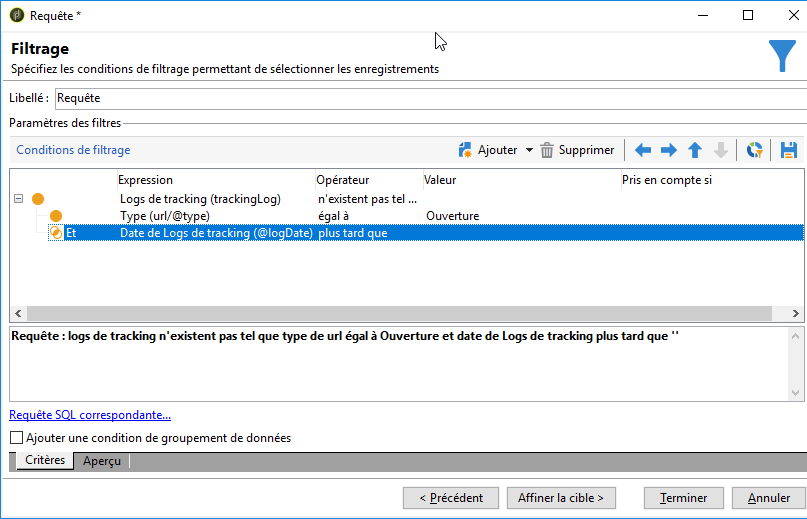 Requête *
Filtrage
Spécifiez les conditions de filtrage permettant de sélectionner les enregistrements
Libellé : Requête
Paramètres des filtres
Conditions de filtrage Ajouter Supprimer
Expression Opérateur Valeur Pris en compte si
Logs de tracking (trackingLog) n'existent pas tel ...
Type (url/@type) égal à Ouverture
Et Date de Logs de tracking (@logDate) plus tard que
Requête : logs de tracking n'existent pas tel que type de url égal à Ouverture et date de Logs de tracking plus tard que ''
Requête SQL correspondante...
Ajouter une condition de groupement de données
Critères Aperçu
< Précédent Affiner la cible > Terminer Annuler